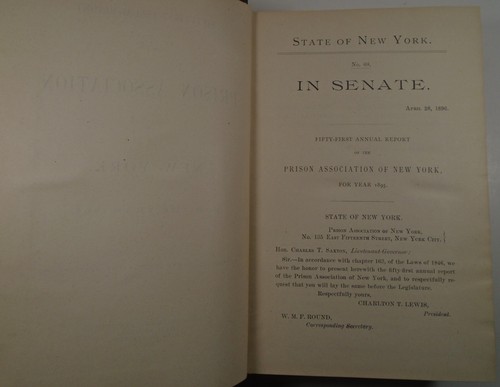 STATE OF NEW YORK.
IN SENATE.
FIFTY-FIRST ANNUAL REPORT
OF THE
PRISON ASSOCIATION OF NEW YORK,
FOR YEAR 1895.
STATE OF NEW YORK.
PRISON ASSOCIATION OF NEW YORK,
No. 135 EAST FIFTEENTH STREET, NEW YORK CITY.
HON. CHARLES T. SAXTON, Lieutenant-Governor:
Sir.—In accordance with chapter 163, of the Laws of 1846, we
have the honor to present herewith the fifty-first annual report
of the Prison Association of New York, and to respectfully re-
quest that you will lay the same before the Legislature.
Respectfully yours,
CHARLTON T. LEWIS,
President.
W. M. F. ROUND,
Corresponding Secretary.